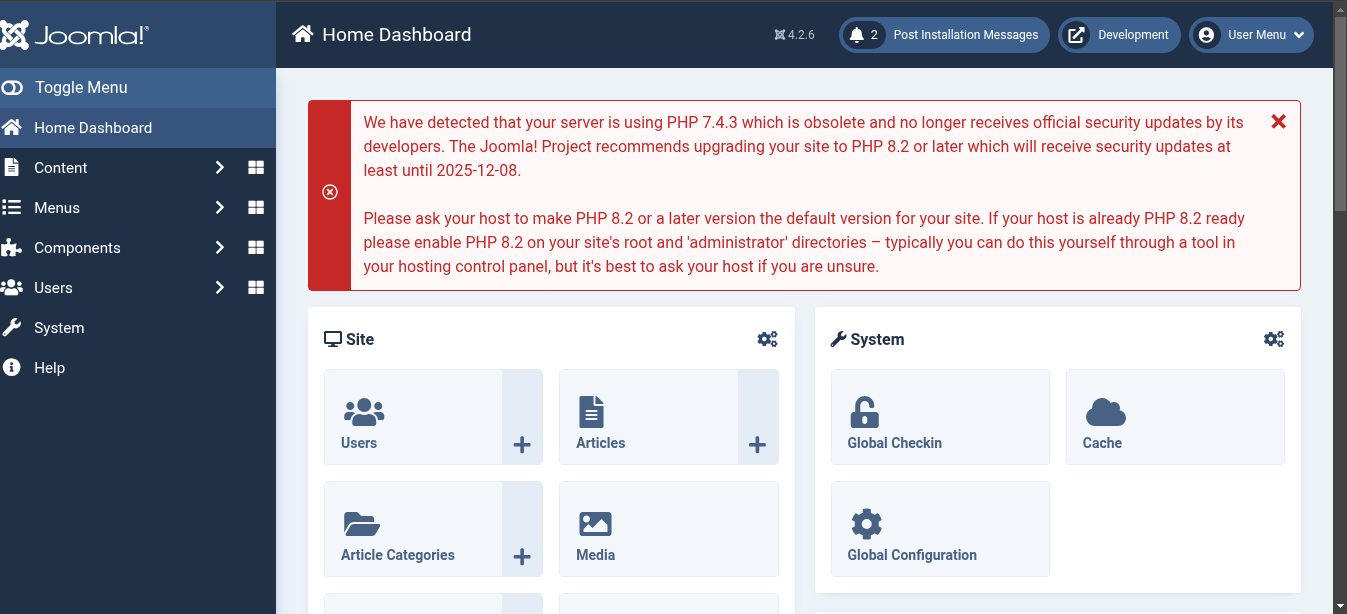 Joomla!
Home Dashboard
4.2.6
2 Post Installation Messages
Development
User Menu
Toggle Menu
Home Dashboard
Content
Menus
Components
Users
System
Help
We have detected that your server is using PHP 7.4.3 which is obsolete and no longer receives official security updates by its
developers. The Joomla! Project recommends upgrading your site to PHP 8.2 or later which will receive security updates at
least until 2025-12-08.
Please ask your host to make PHP 8.2 or a later version the default version for your site. If your host is already PHP 8.2 ready
please enable PHP 8.2 on your site's root and 'administrator' directories – typically you can do this yourself through a tool in
your hosting control panel, but it's best to ask your host if you are unsure.
Site
Users
Articles
Article Categories
Media
System
Global Checkin
Cache
Global Configuration